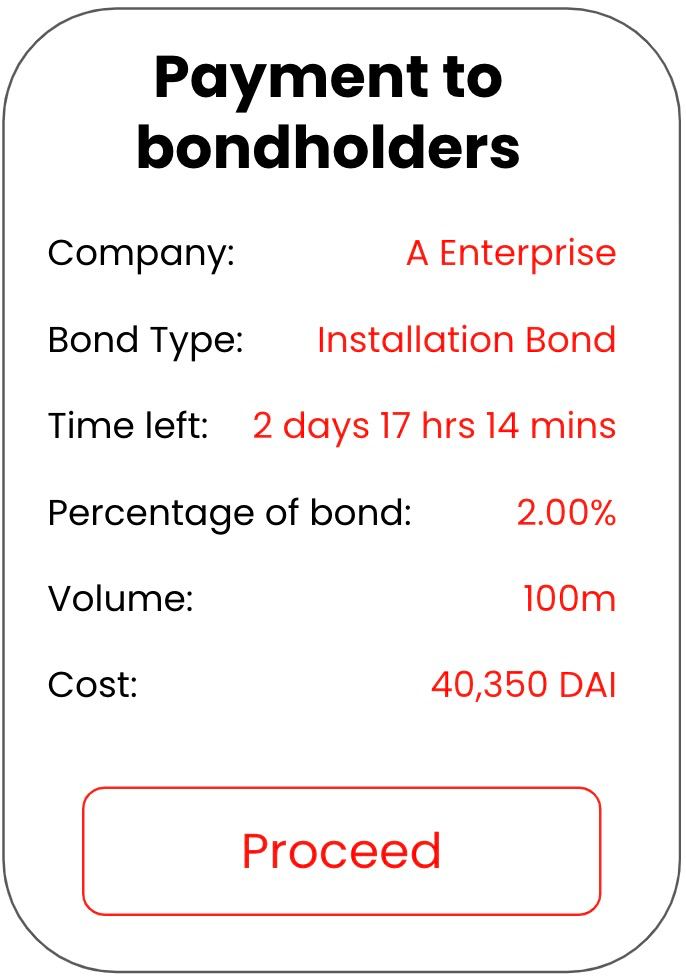 Payment to
bondholders
Company: A Enterprise
Bond Type: Installation Bond
Time left: 2 days 17 hrs 14 mins
Percentage of bond: 2.00%
Volume: 100m
Cost: 40,350 DAI
Proceed